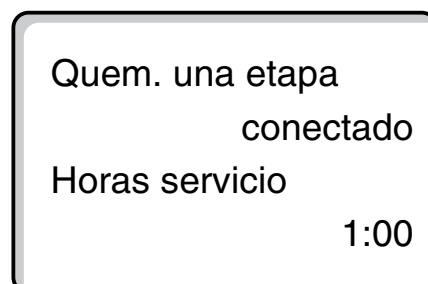 Quem. una etapa
conectado
Horas servicio
1:00